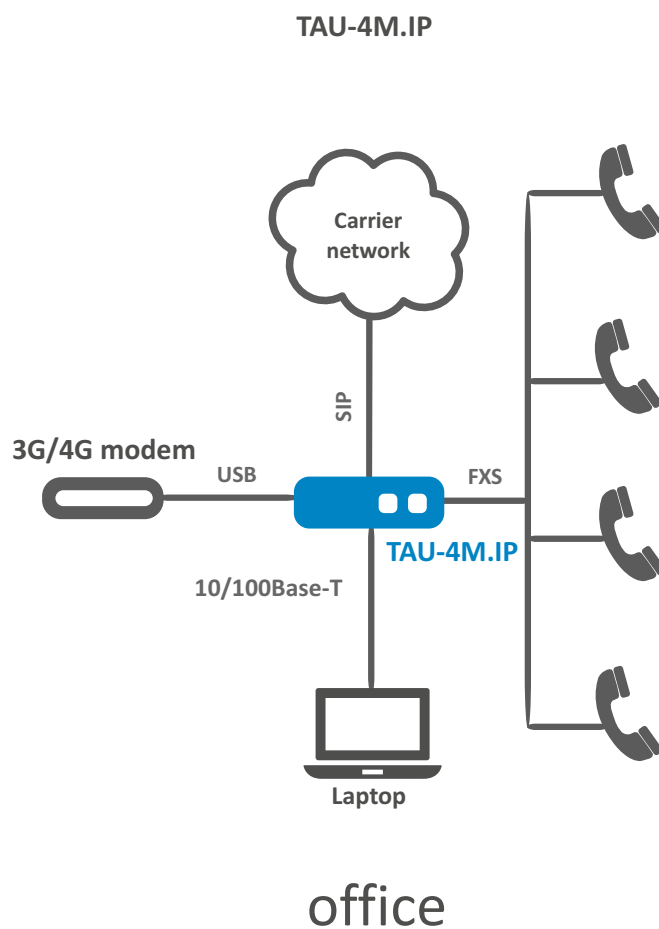 TAU-4M.IP
Carrier
network
SIP
3G/4G modem
USB
FXS
TAU-4M.IP
10/100Base-T
Laptop
office